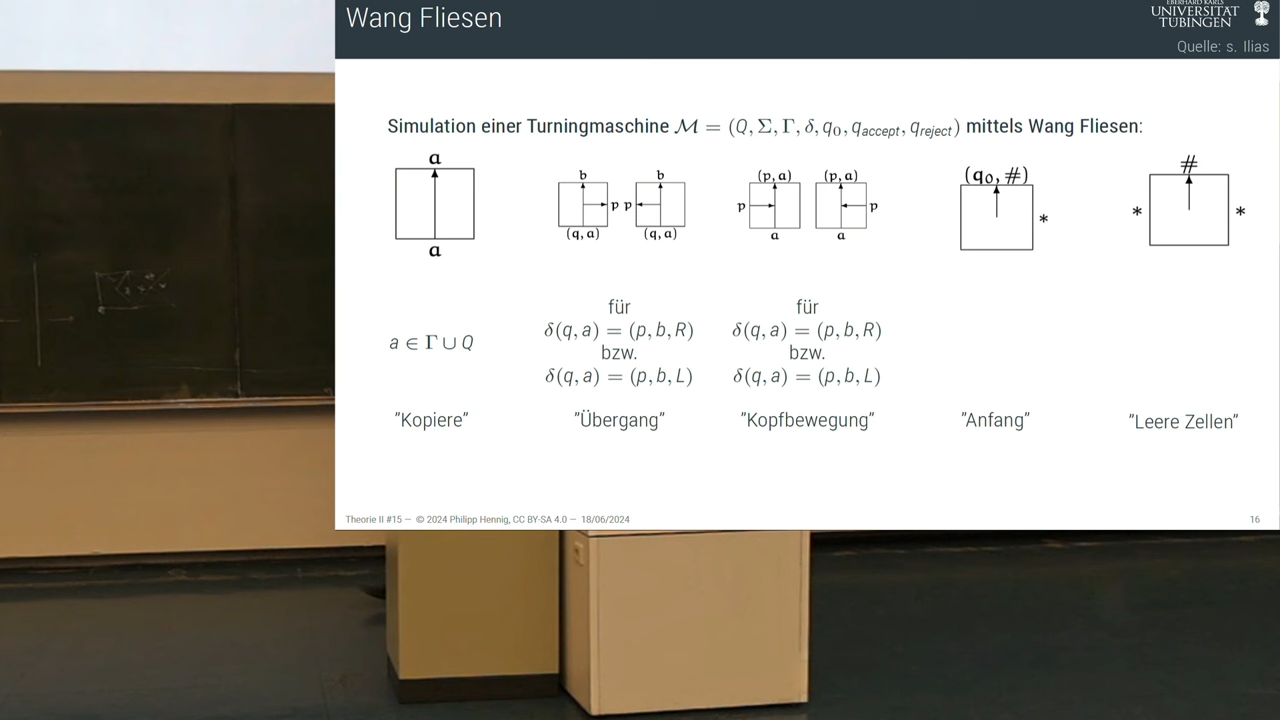 Wang Fliesen
EBERHARD KARLS
UNIVERSITÄT
TÜBINGEN
Quelle: s. Ilias
Simulation einer Turningmaschine ℳ = (Q, Σ, Γ, δ, q₀, q_accept, q_reject) mittels Wang Fliesen:
a
a
b
p
(q, a)
b
p
(q, a)
(p, a)
p
a
(p, a)
p
a
(q₀, #)
*
#
*
*
a ∈ Γ ∪ Q
für
δ(q, a) = (p, b, R)
bzw.
δ(q, a) = (p, b, L)
für
δ(q, a) = (p, b, R)
bzw.
δ(q, a) = (p, b, L)
"Kopiere"
"Übergang"
"Kopfbewegung"
"Anfang"
"Leere Zellen"
Theorie II #15 — © 2024 Philipp Hennig, CC BY-SA 4.0 — 18/06/2024
16